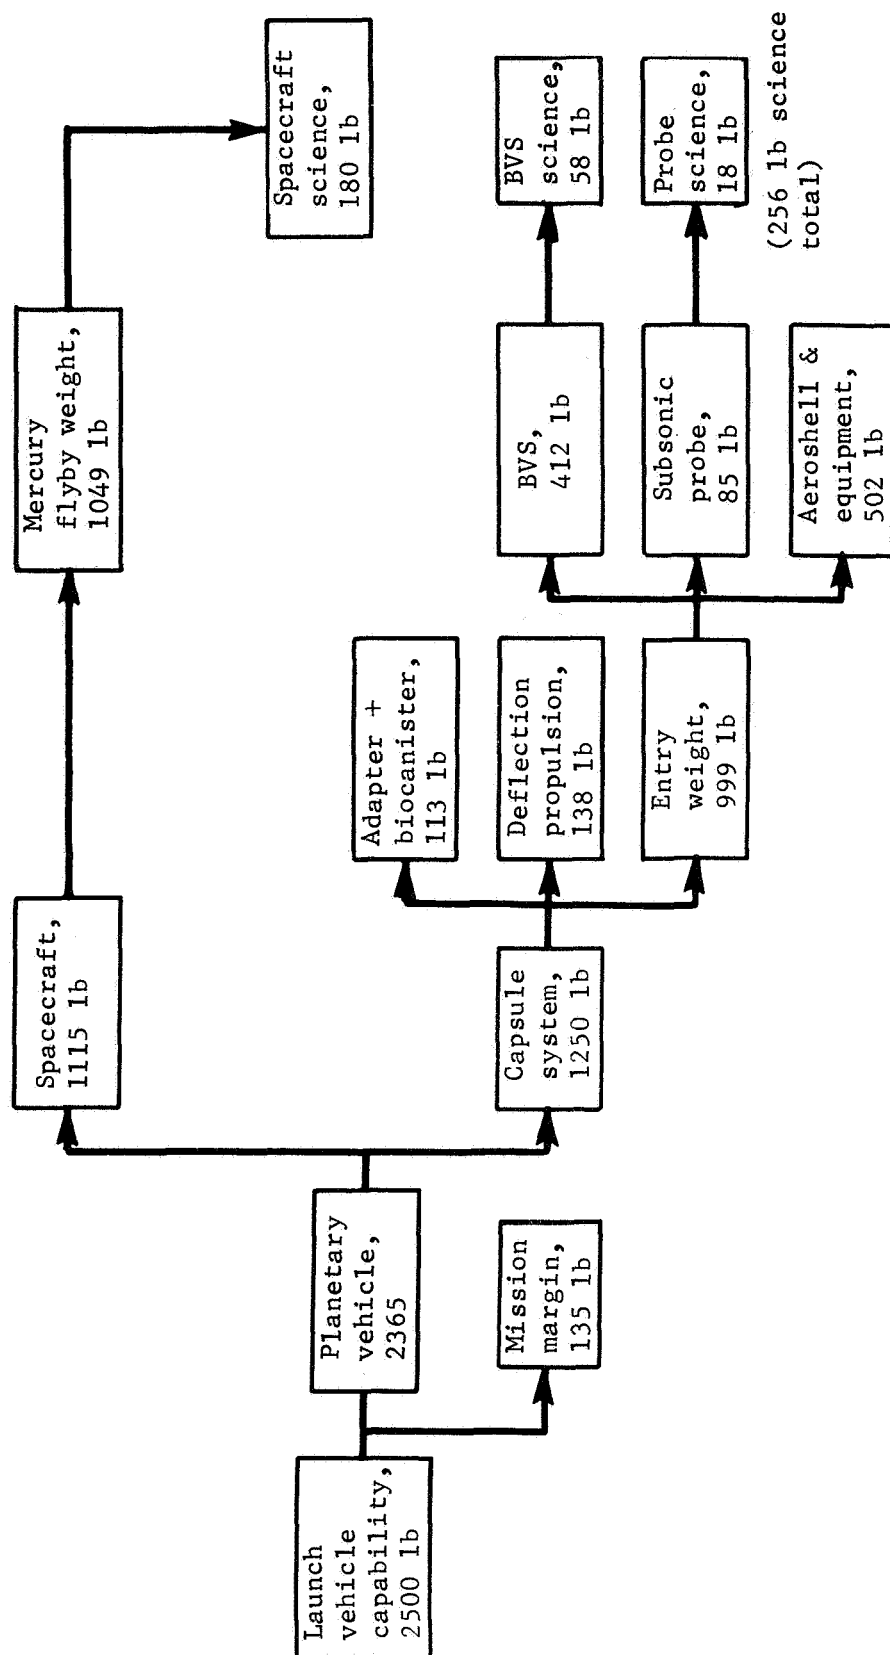 Launch
vehicle
capability,
2500 lb
Planetary
vehicle,
2365
Mission
margin,
135 lb
Spacecraft,
1115 lb
Capsule
system,
1250 lb
Mercury
flyby weight,
1049 lb
Adapter +
biocanister,
113 lb
Deflection
propulsion,
138 lb
Entry
weight,
999 lb
Spacecraft
science,
180 lb
BVS,
412 lb
Subsonic
probe,
85 lb
Aeroshell &
equipment,
502 lb
BVS
science,
58 lb
Probe
science,
18 lb
(256 lb science
total)